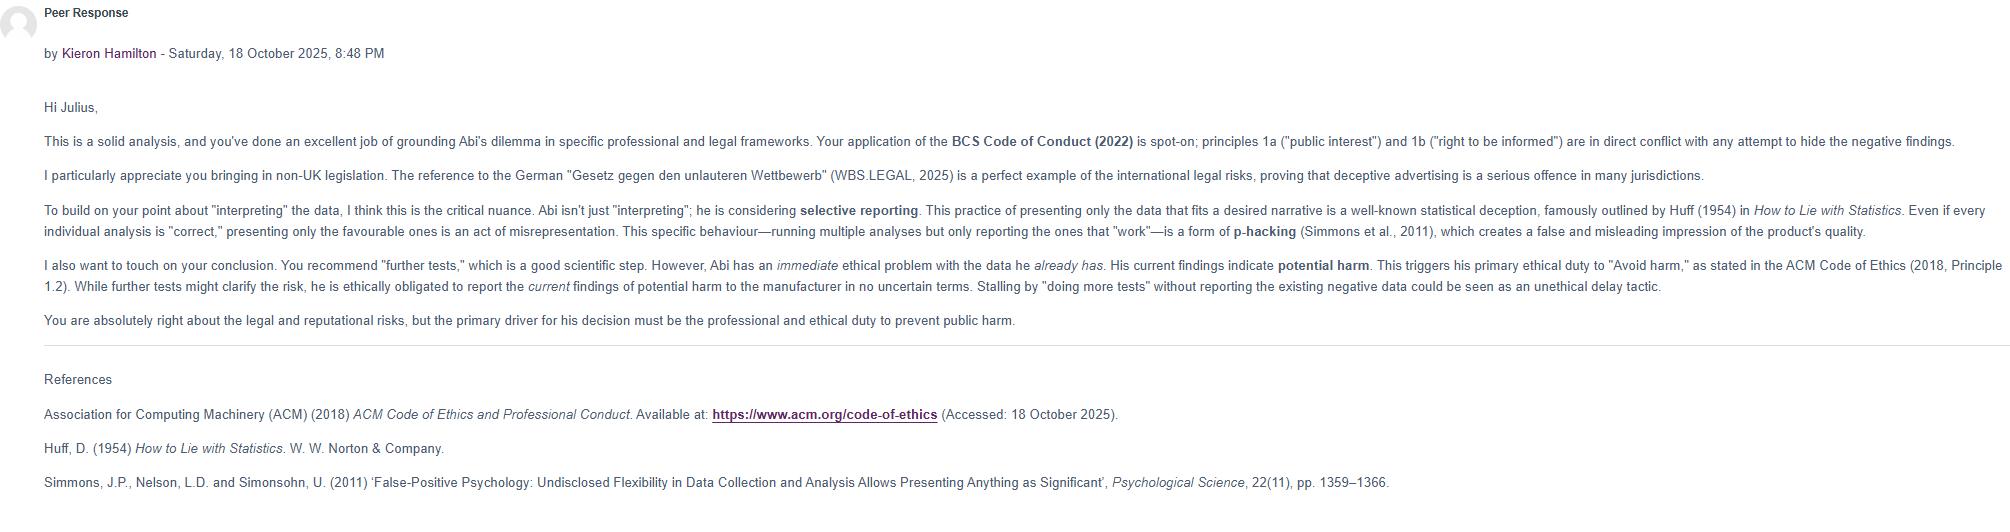 Peer Response
by Kieron Hamilton - Saturday, 18 October 2025, 8:48 PM
Hi Julius,
This is a solid analysis, and you've done an excellent job of grounding Abi's dilemma in specific professional and legal frameworks. Your application of the BCS Code of Conduct (2022) is spot-on; principles 1a ("public interest") and 1b ("right to be informed") are in direct conflict with any attempt to hide the negative findings.
I particularly appreciate you bringing in non-UK legislation. The reference to the German "Gesetz gegen den unlauteren Wettbewerb" (WBS.LEGAL, 2025) is a perfect example of the international legal risks, proving that deceptive advertising is a serious offence in many jurisdictions.
To build on your point about "interpreting" the data, I think this is the critical nuance. Abi isn't just "interpreting"; he is considering selective reporting. This practice of presenting only the data that fits a desired narrative is a well-known statistical deception, famously outlined by Huff (1954) in How to Lie with Statistics. Even if every
individual analysis is "correct," presenting only the favourable ones is an act of misrepresentation. This specific behaviour—running multiple analyses but only reporting the ones that "work"—is a form of p-hacking (Simmons et al., 2011), which creates a false and misleading impression of the product's quality.
I also want to touch on your conclusion. You recommend "further tests," which is a good scientific step. However, Abi has an immediate ethical problem with the data he already has. His current findings indicate potential harm. This triggers his primary ethical duty to "Avoid harm," as stated in the ACM Code of Ethics (2018, Principle
1.2). While further tests might clarify the risk, he is ethically obligated to report the current findings of potential harm to the manufacturer in no uncertain terms. Stalling by "doing more tests" without reporting the existing negative data could be seen as an unethical delay tactic.
You are absolutely right about the legal and reputational risks, but the primary driver for his decision must be the professional and ethical duty to prevent public harm.
References
Association for Computing Machinery (ACM) (2018) ACM Code of Ethics and Professional Conduct. Available at: https://www.acm.org/code-of-ethics (Accessed: 18 October 2025).
Huff, D. (1954) How to Lie with Statistics. W. W. Norton & Company.
Simmons, J.P., Nelson, L.D. and Simonsohn, U. (2011) 'False-Positive Psychology: Undisclosed Flexibility in Data Collection and Analysis Allows Presenting Anything as Significant', Psychological Science, 22(11), pp. 1359–1366.